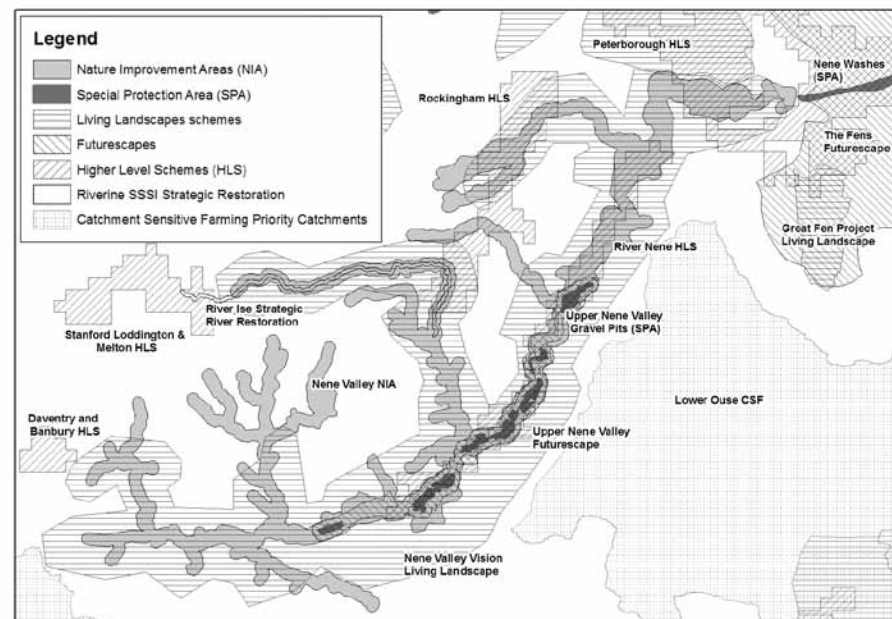 Legend
Nature Improvement Areas (NIA)
Special Protection Area (SPA)
Living Landscapes schemes
Futurescapes
Higher Level Schemes (HLS)
Riverine SSSI Strategic Restoration
Catchment Sensitive Farming Priority Catchments
Peterborough HLS
Nene Washes
(SPA)
Rockingham HLS
The Fens
Futurescape
Great Fen Project
Living Landscape
River Nene HLS
River Ise Strategic
River Restoration
Stanford Loddington &
Melton HLS
Upper Nene Valley
Gravel Pits (SPA)
Nene Valley NIA
Lower Ouse CSF
Daventry and
Banbury HLS
Upper Nene Valley
Futurescape
Nene Valley Vision
Living Landscape